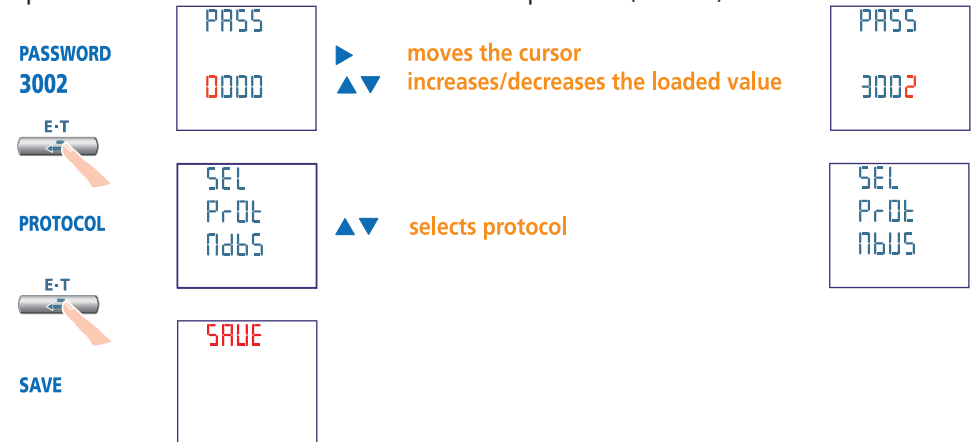 PASSWORD
3002
PASS
0000
moves the cursor
increases/decreases the loaded value
PASS
3002
E·T
PROTOCOL
SEL
Prot
MdbS
selects protocol
SEL
Prot
MbUS
E·T
SAVE
SAVE